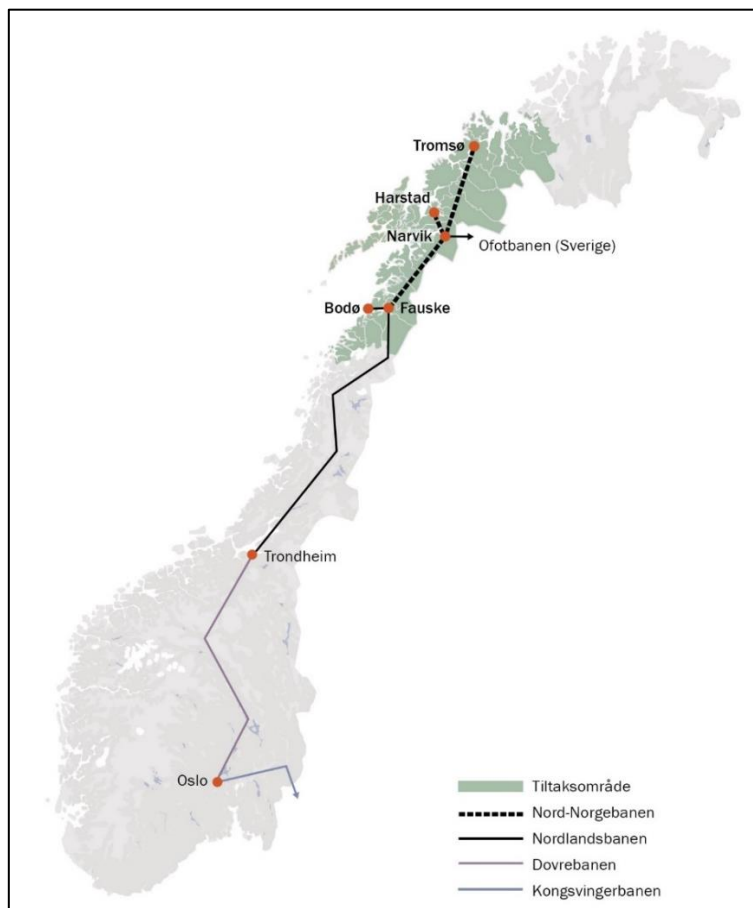 Tromsø
Harstad
Narvik
Ofotbanen (Sverige)
Bodø
Fauske
Trondheim
Oslo
Tiltaksområde
Nord-Norgebanen
Nordlandsbanen
Dovrebanen
Kongsvingerbanen